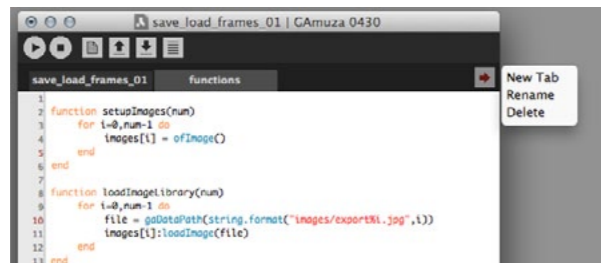 save_load_frames_01 | GAmuza 0430
save_load_frames_01 functions
New Tab
Rename
Delete
1
2 function setupImages(num)
3 for i=0,num-1 do
4 images[i] = ofImage()
5 end
6 end
7
8 function loadImageLibrary(num)
9 for i=0,num-1 do
10 file = gaDataPath(string.format("images/export%i.jpg",i))
11 images[i]:loadImage(file)
12 end
13 end